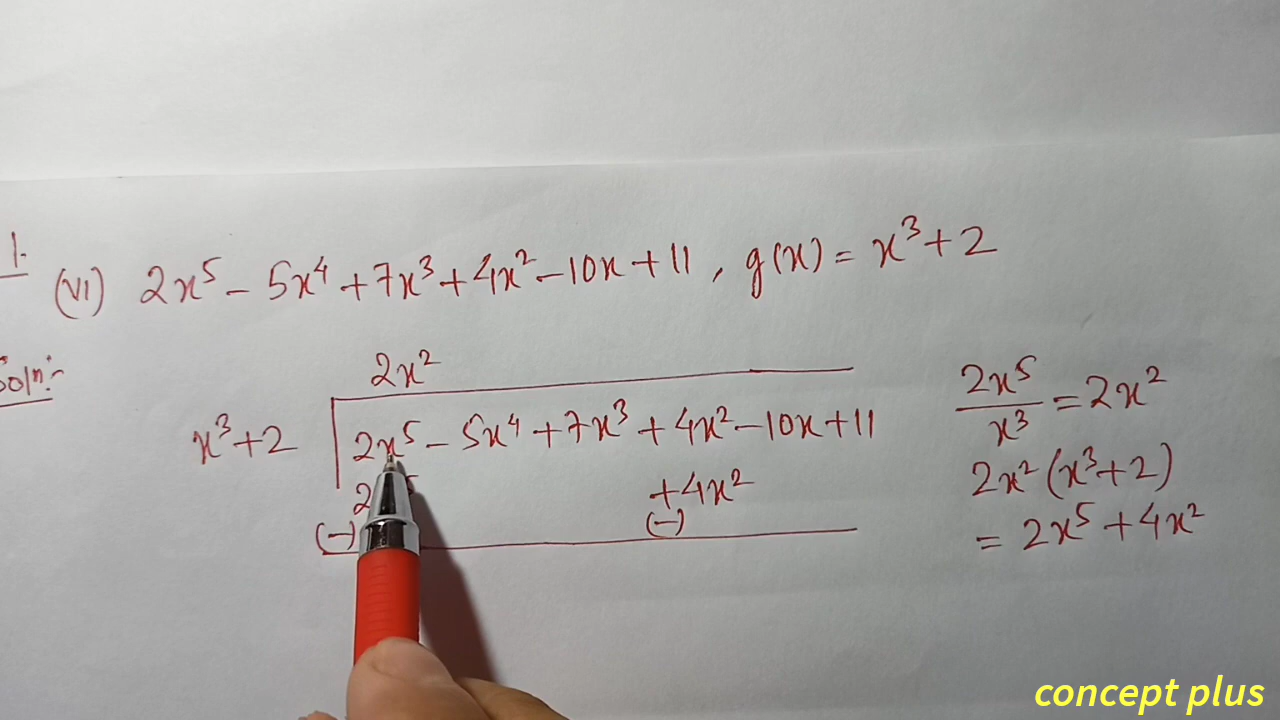 1.
(VI) 2x⁵ - 5x⁴ + 7x³ + 4x² - 10x + 11 , g(x) = x³ + 2
Soln:-
2x²
x³ + 2 2x⁵ - 5x⁴ + 7x³ + 4x² - 10x + 11
+ 4x²
(-) (-)
2x⁵/x³ = 2x²
2x² (x³ + 2)
= 2x⁵ + 4x²
concept plus